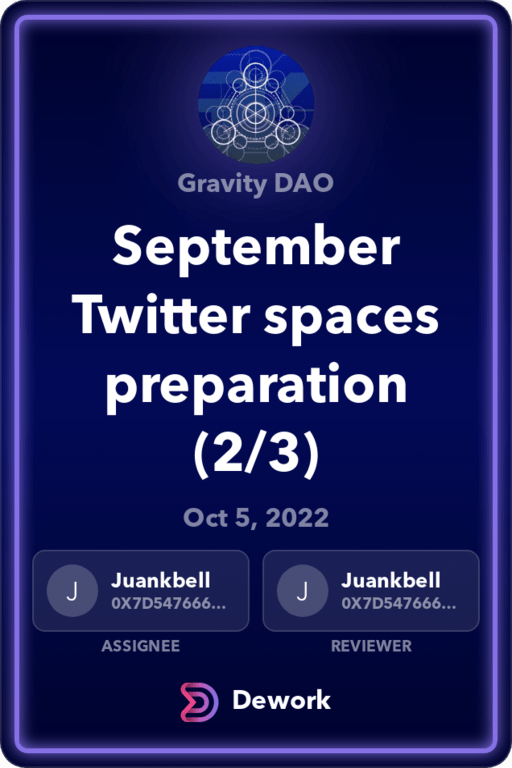 Gravity DAO
September
Twitter spaces
preparation
(2/3)
Oct 5, 2022
J
Juankbell
0X7D547666...
J
Juankbell
0X7D547666...
ASSIGNEE
REVIEWER
Dework